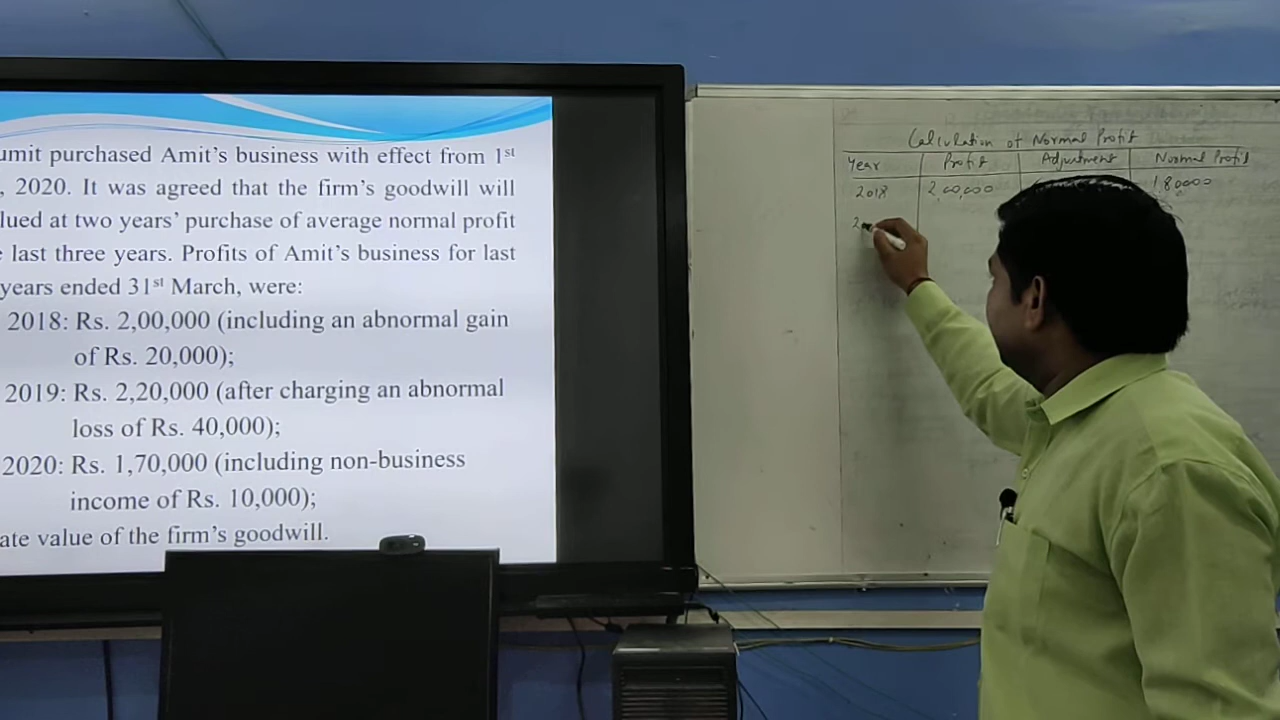 umit purchased Amit's business with effect from 1st
, 2020. It was agreed that the firm's goodwill will
lued at two years' purchase of average normal profit
e last three years. Profits of Amit's business for last
years ended 31st March, were:
2018: Rs. 2,00,000 (including an abnormal gain
of Rs. 20,000);
2019: Rs. 2,20,000 (after charging an abnormal
loss of Rs. 40,000);
2020: Rs. 1,70,000 (including non-business
income of Rs. 10,000);
ate value of the firm's goodwill.
Calculation of Normal Profit
Year Profit Adjustment Normal Profit
2018 2,00,000 1,80,000
2